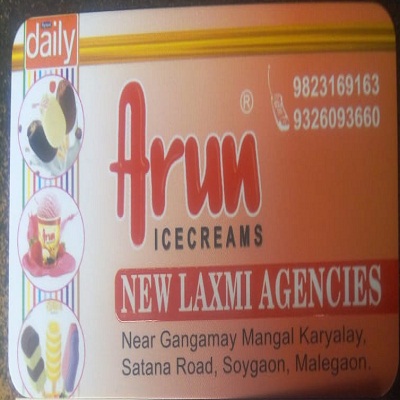 daily
9823169163
9326093660
Arun®
ICECREAMS
NEW LAXMI AGENCIES
Near Gangamay Mangal Karyalay,
Satana Road, Soygaon, Malegaon.